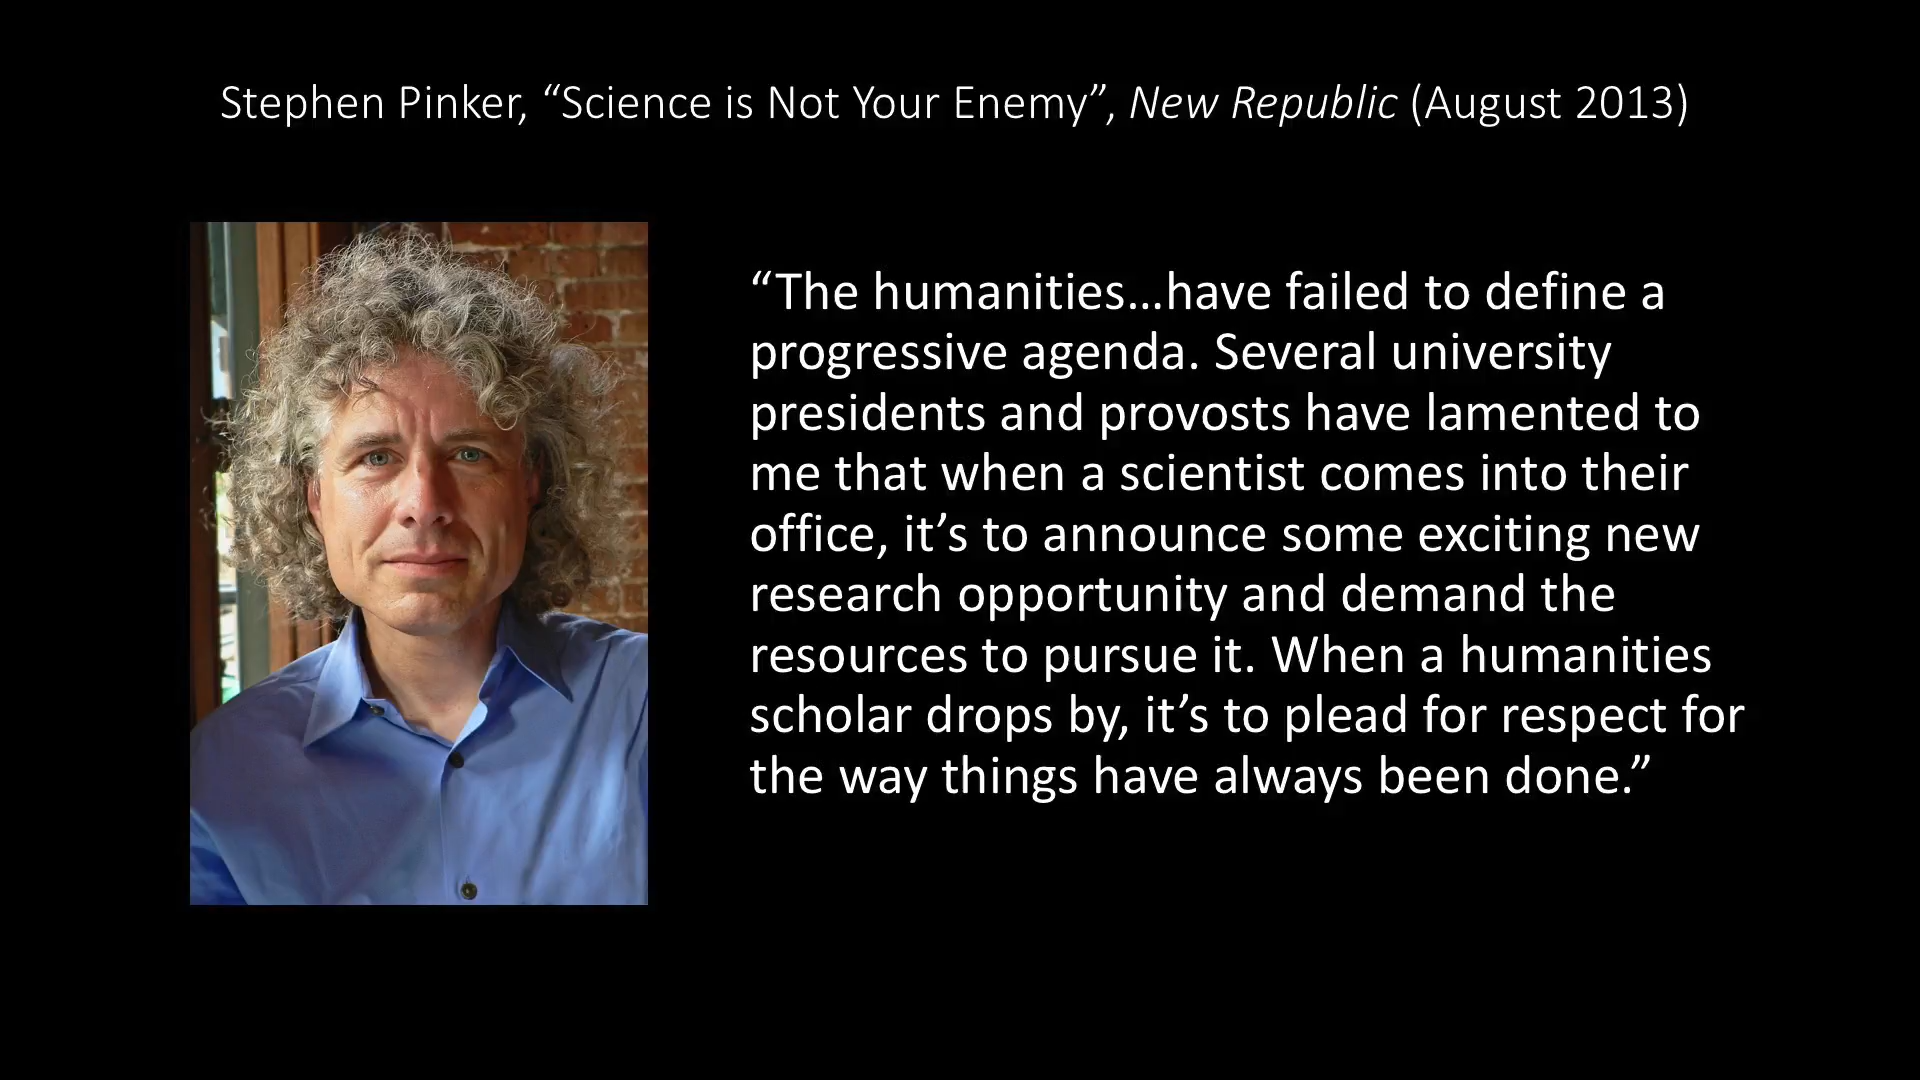 Stephen Pinker, “Science is Not Your Enemy”, New Republic (August 2013)
“The humanities…have failed to define a
progressive agenda. Several university
presidents and provosts have lamented to
me that when a scientist comes into their
office, it’s to announce some exciting new
research opportunity and demand the
resources to pursue it. When a humanities
scholar drops by, it’s to plead for respect for
the way things have always been done.”